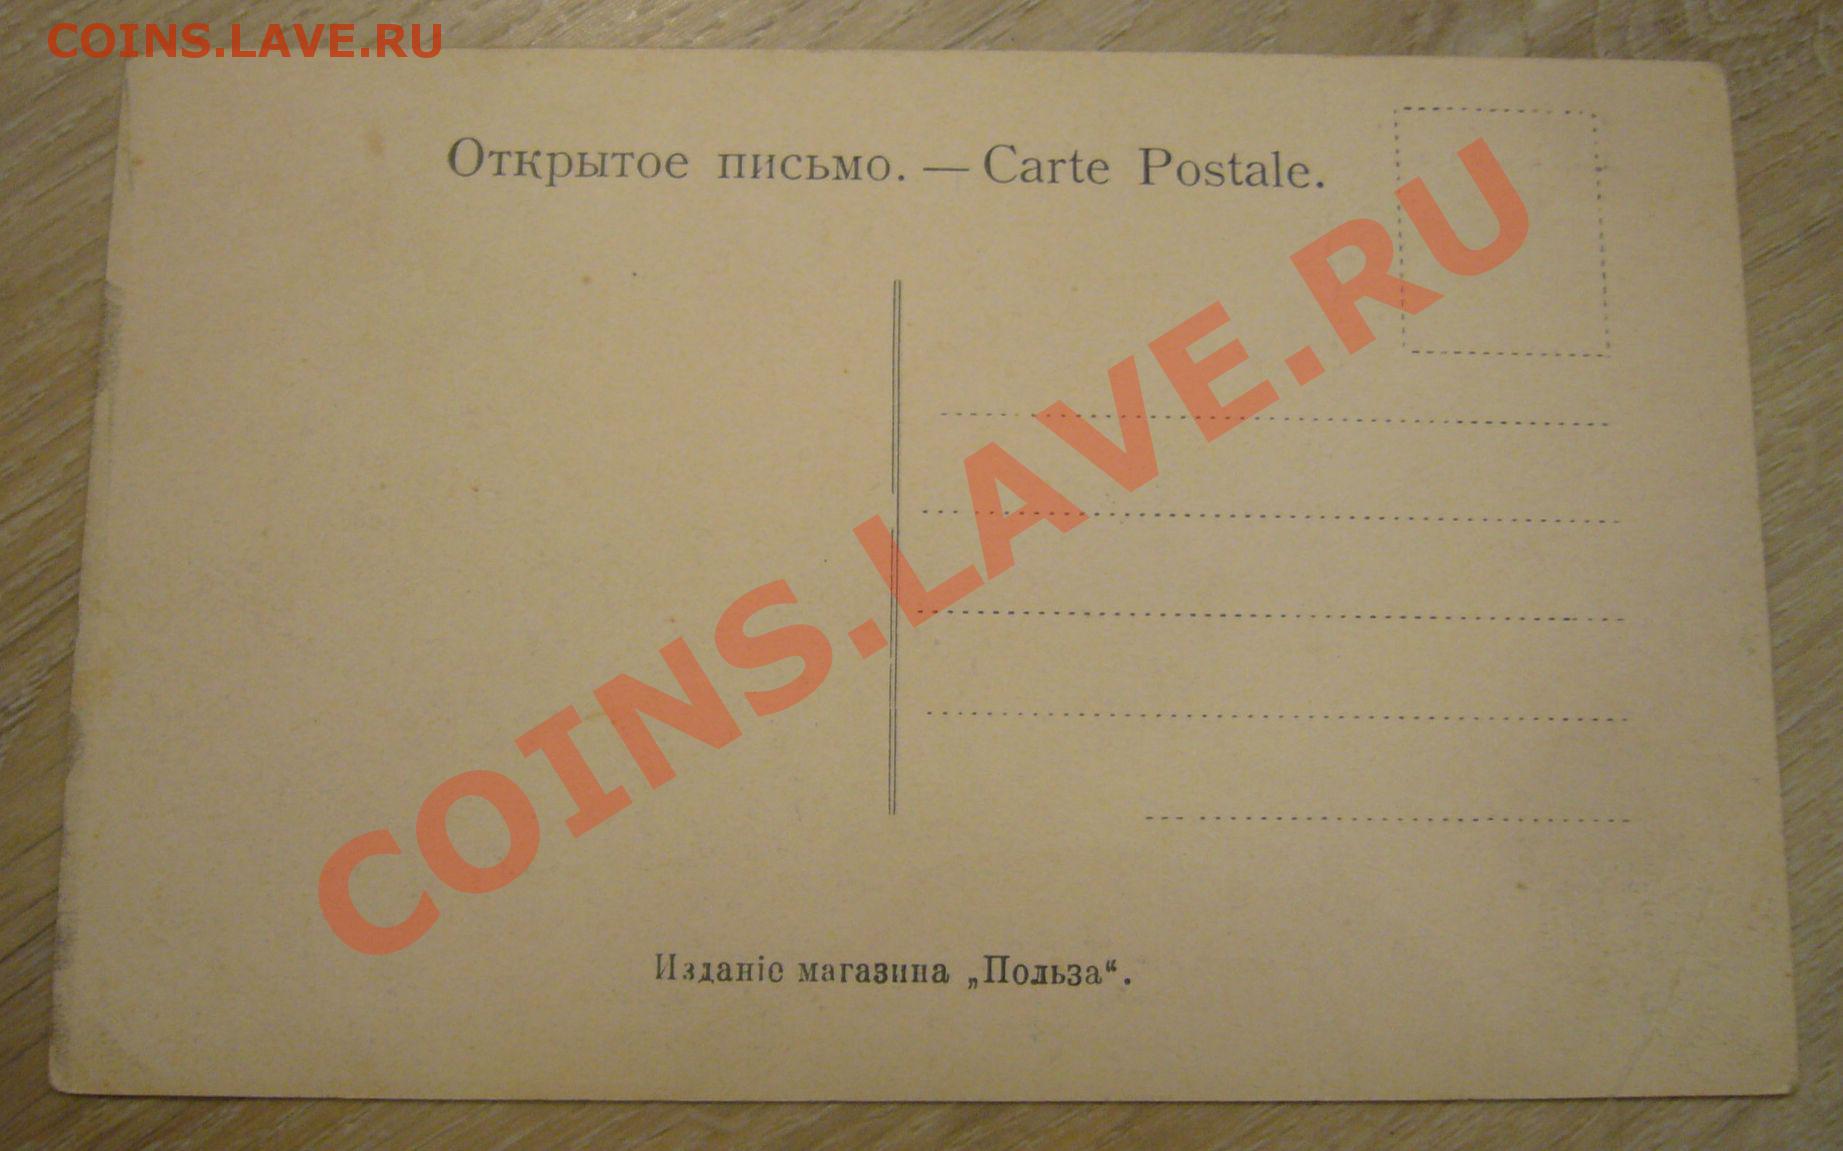 COINS.LAVE.RU
Открытое письмо. — Carte Postale.
COINS.LAVE.RU
Изданіе магазина „Польза“.